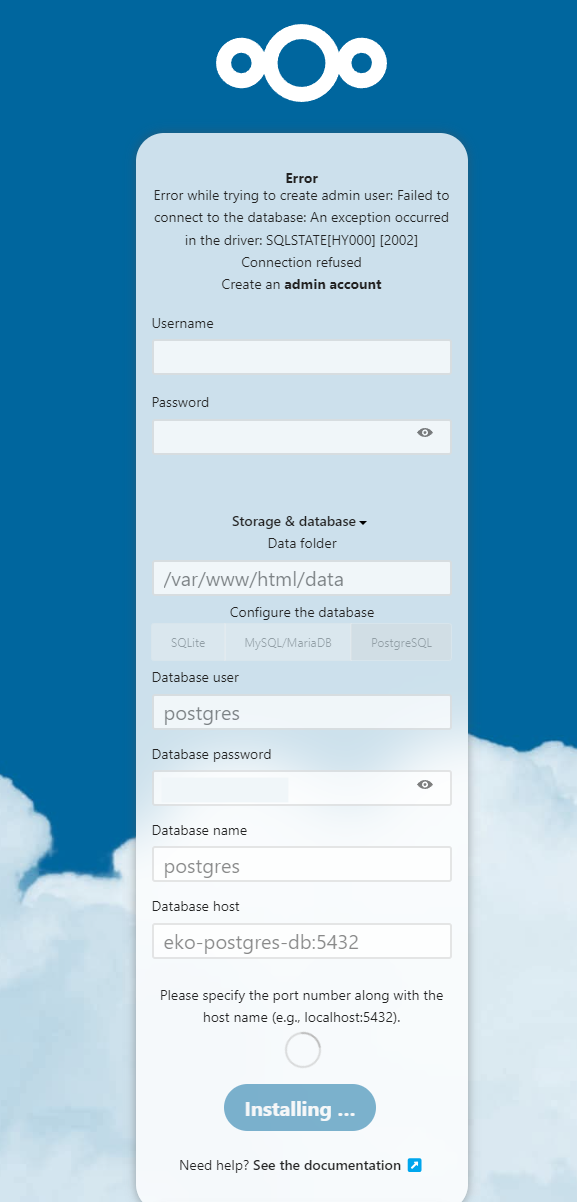 Error
Error while trying to create admin user: Failed to
connect to the database: An exception occurred
in the driver: SQLSTATE[HY000] [2002]
Connection refused
Create an admin account
Username
Password
Storage & database
Data folder
/var/www/html/data
Configure the database
SQLite MySQL/MariaDB PostgreSQL
Database user
postgres
Database password
Database name
postgres
Database host
eko-postgres-db:5432
Please specify the port number along with the
host name (e.g., localhost:5432).
Installing ...
Need help? See the documentation